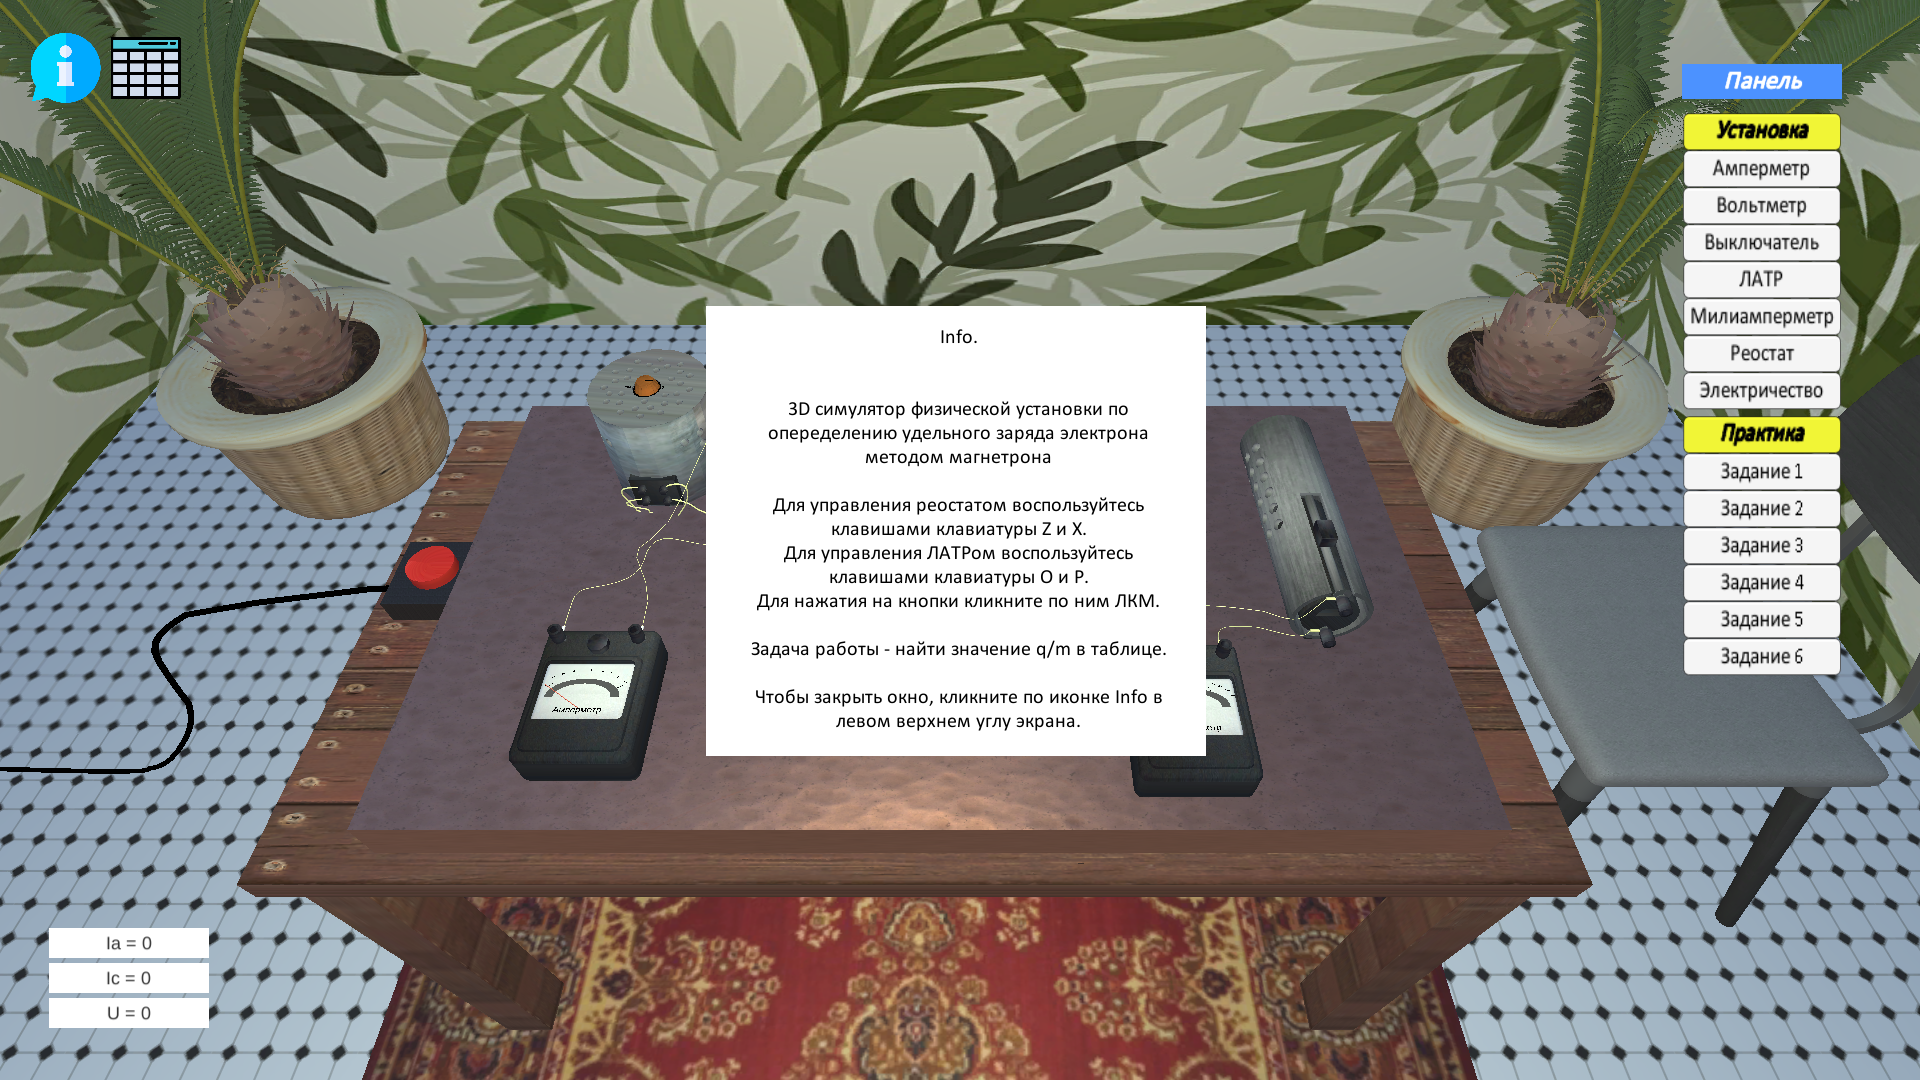 Панель
Установка
Амперметр
Вольтметр
Выключатель
ЛАТР
Милиамперметр
Реостат
Электричество
Практика
Задание 1
Задание 2
Задание 3
Задание 4
Задание 5
Задание 6
Info.
3D симулятор физической установки по
опеределению удельного заряда электрона
методом магнетрона
Для управления реостатом воспользуйтесь
клавишами клавиатуры Z и X.
Для управления ЛАТРом воспользуйтесь
клавишами клавиатуры O и P.
Для нажатия на кнопки кликните по ним ЛКМ.
Задача работы - найти значение q/m в таблице.
Чтобы закрыть окно, кликните по иконке Info в
левом верхнем углу экрана.
Амперметр
Ia = 0
Ic = 0
U = 0